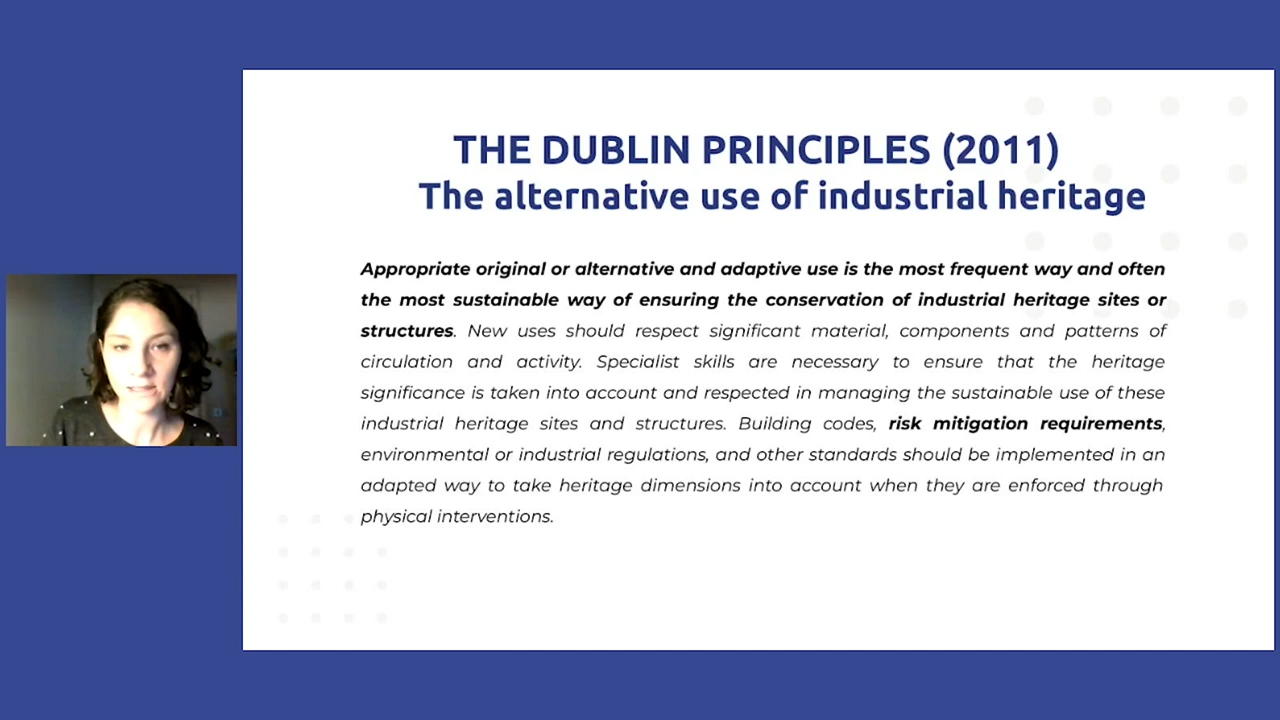 THE DUBLIN PRINCIPLES (2011)
The alternative use of industrial heritage
Appropriate original or alternative and adaptive use is the most frequent way and often
the most sustainable way of ensuring the conservation of industrial heritage sites or
structures. New uses should respect significant material, components and patterns of
circulation and activity. Specialist skills are necessary to ensure that the heritage
significance is taken into account and respected in managing the sustainable use of these
industrial heritage sites and structures. Building codes, risk mitigation requirements,
environmental or industrial regulations, and other standards should be implemented in an
adapted way to take heritage dimensions into account when they are enforced through
physical interventions.